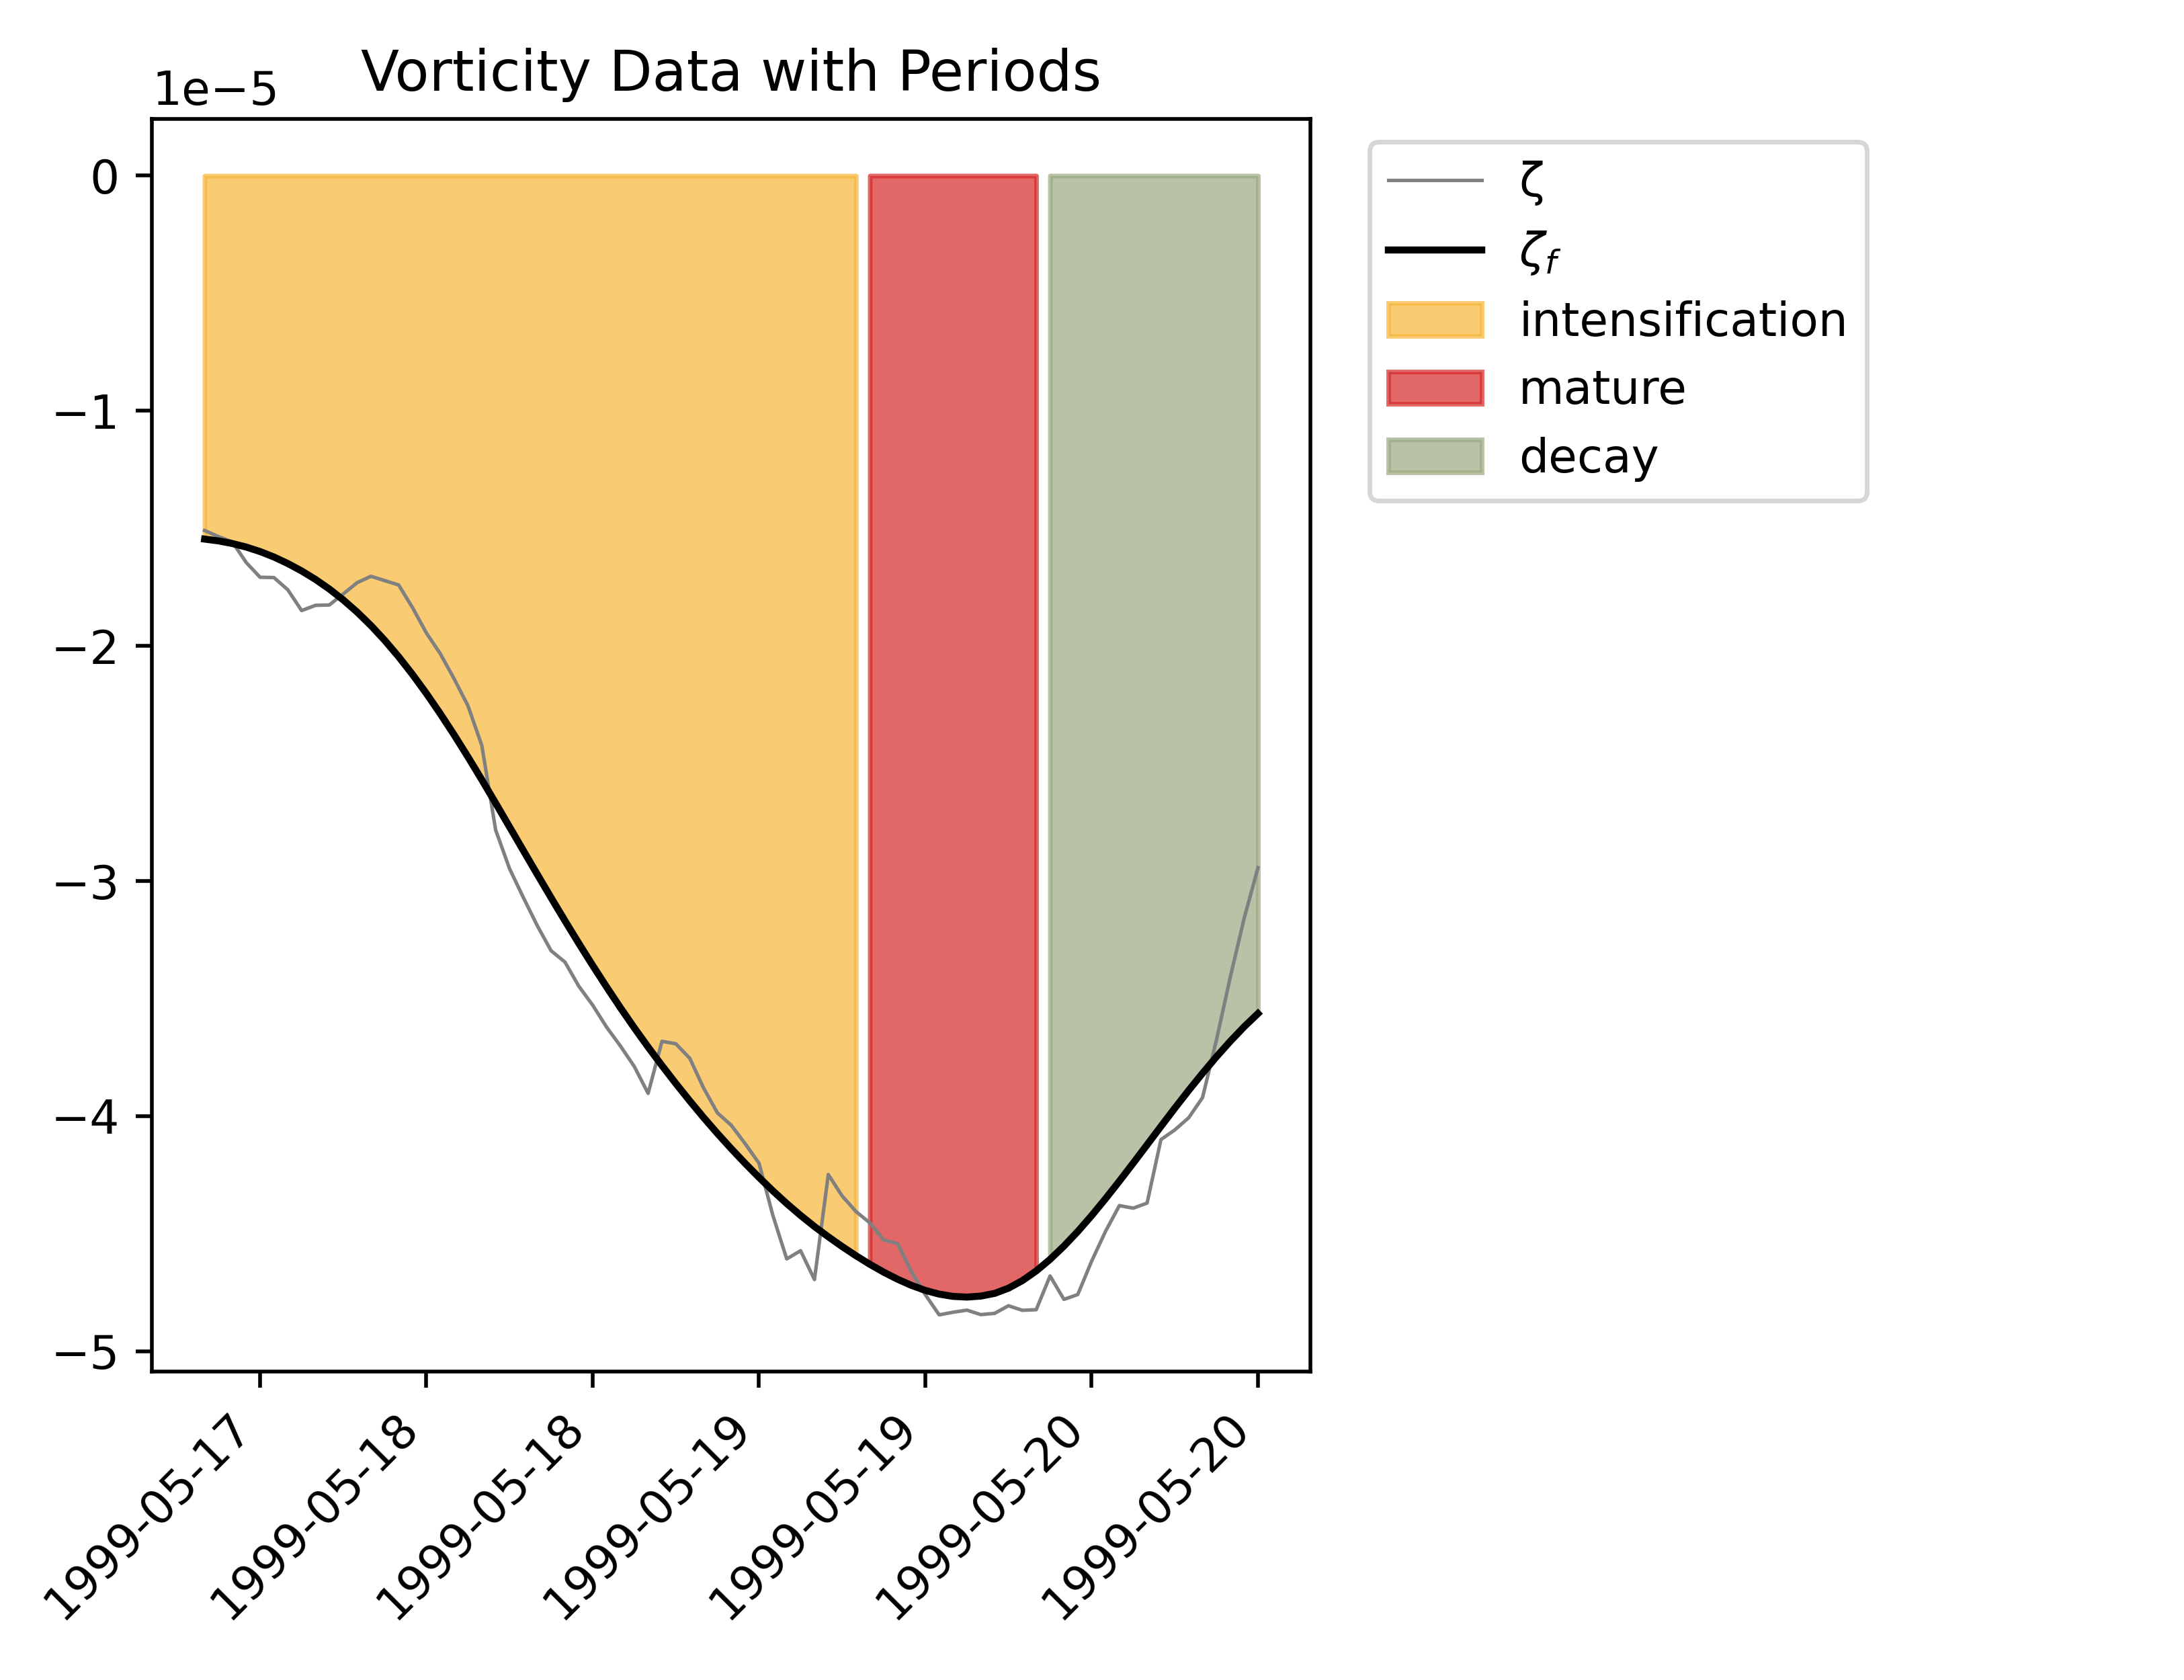 Vorticity Data with Periods
1e−5
0
−1
−2
−3
−4
−5
1999-05-17
1999-05-18
1999-05-18
1999-05-19
1999-05-19
1999-05-20
1999-05-20
ζ
ζf
intensification
mature
decay